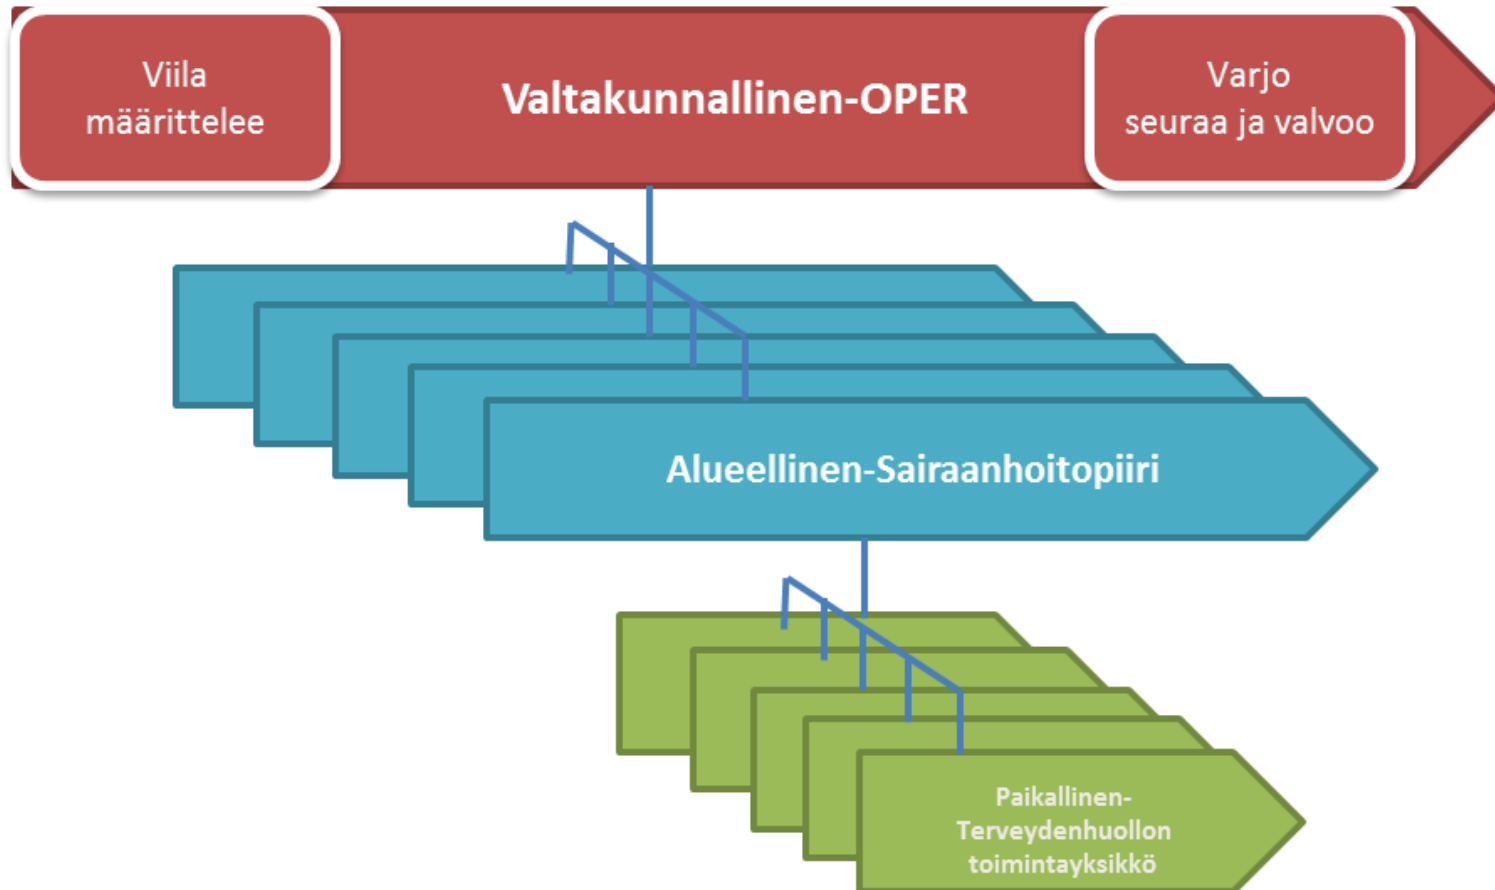 Viila
määrittelee
Valtakunnallinen-OPER
Varjo
seuraa ja valvoo
Alueellinen-Sairaanhoitopiiri
Paikallinen-
Terveydenhuollon
toimintayksikkö